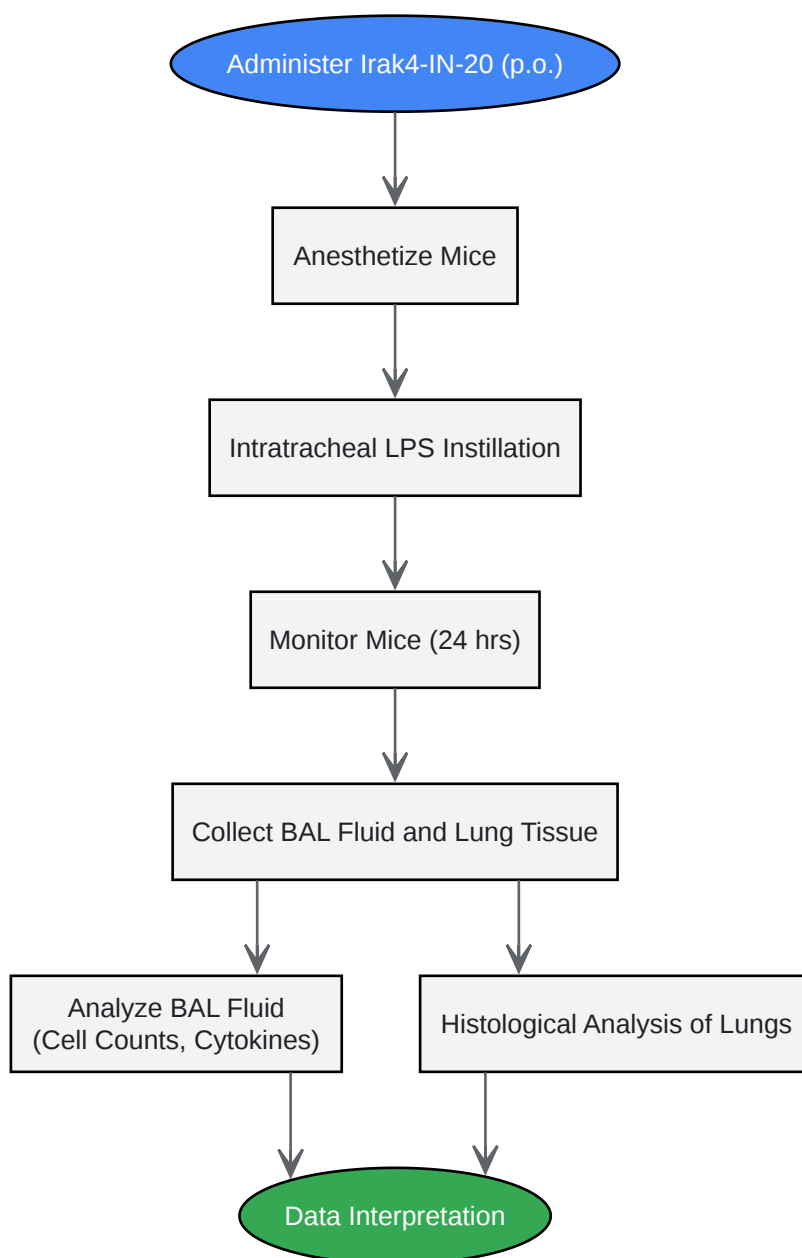 Administer Irak4-IN-20 (p.o.)
Anesthetize Mice
Intratracheal LPS Instillation
Monitor Mice (24 hrs)
Collect BAL Fluid and Lung Tissue
Analyze BAL Fluid
(Cell Counts, Cytokines)
Histological Analysis of Lungs
Data Interpretation